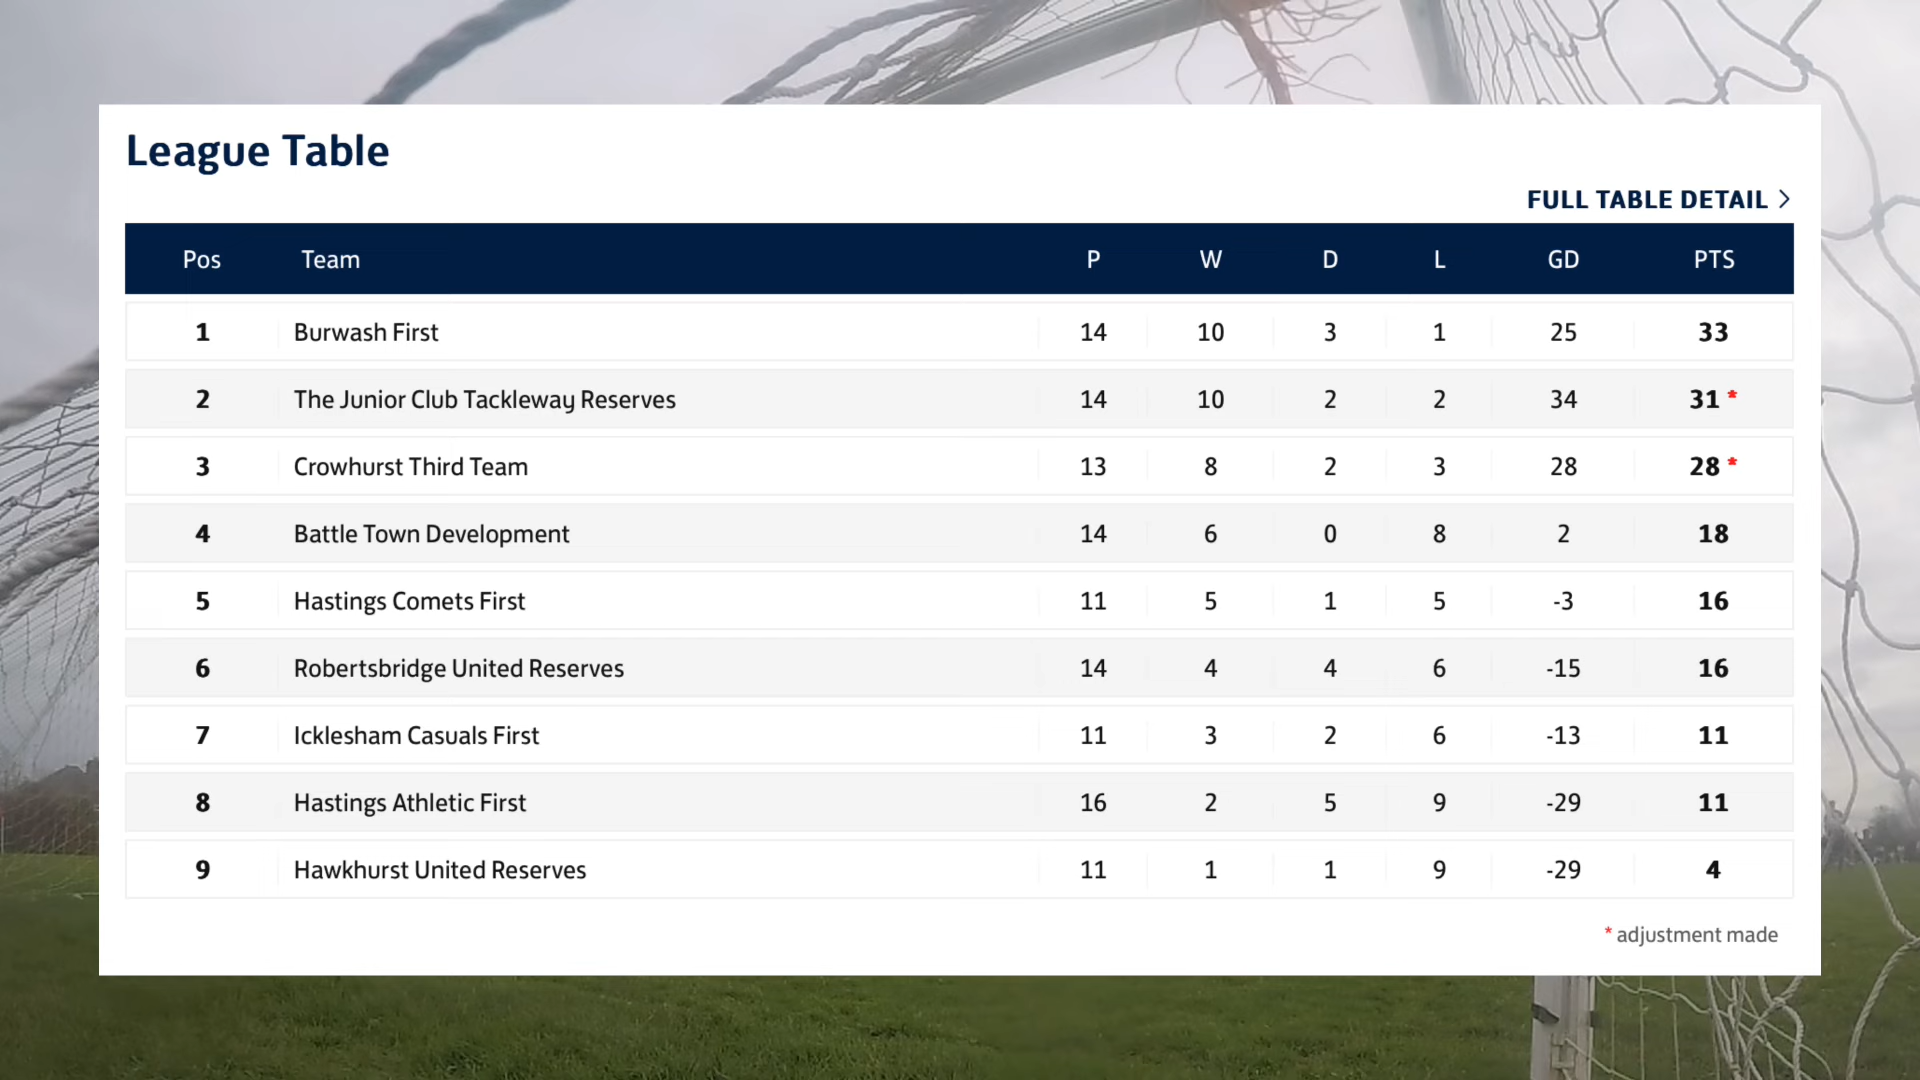 League Table
FULL TABLE DETAIL >
Pos Team P W D L GD PTS
1 Burwash First 14 10 3 1 25 33
2 The Junior Club Tackleway Reserves 14 10 2 2 34 31 *
3 Crowhurst Third Team 13 8 2 3 28 28 *
4 Battle Town Development 14 6 0 8 2 18
5 Hastings Comets First 11 5 1 5 -3 16
6 Robertsbridge United Reserves 14 4 4 6 -15 16
7 Icklesham Casuals First 11 3 2 6 -13 11
8 Hastings Athletic First 16 2 5 9 -29 11
9 Hawkhurst United Reserves 11 1 1 9 -29 4
* adjustment made